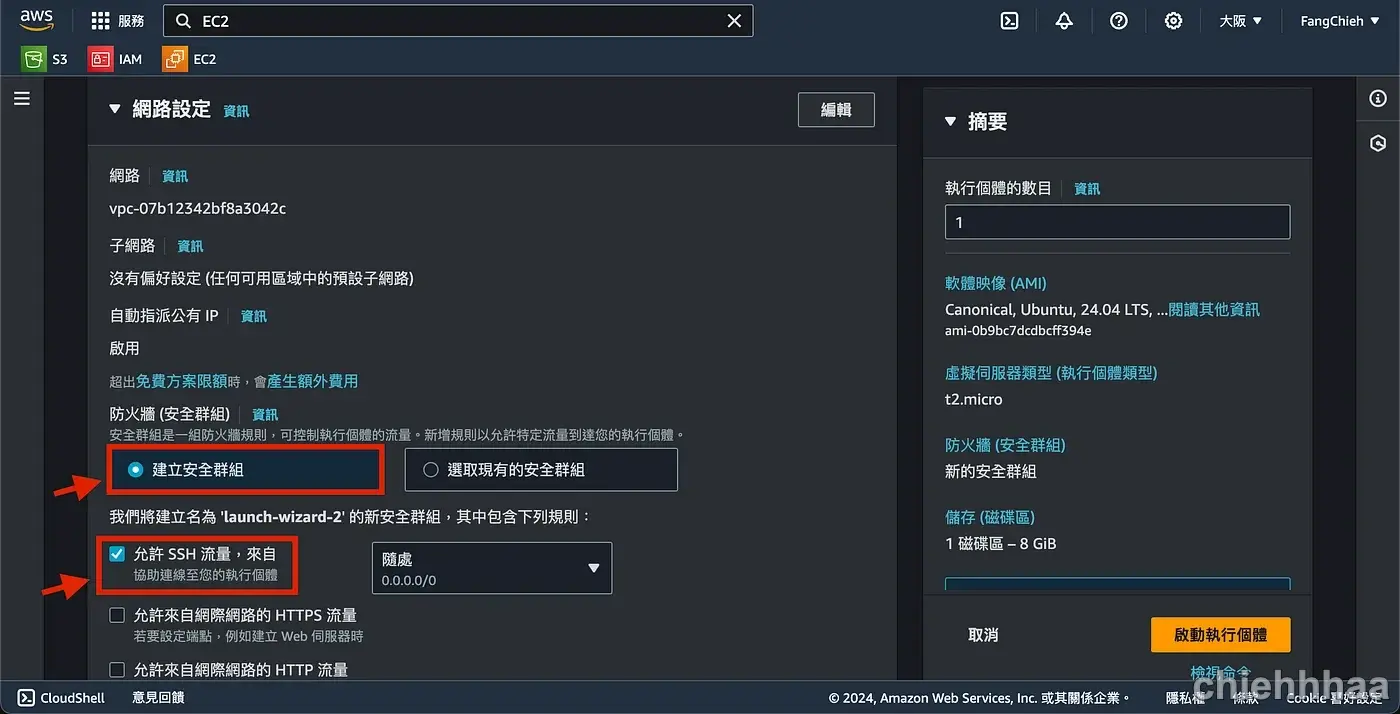 aws
服務
EC2
大阪
FangChieh
S3
IAM
EC2
網路設定
資訊
編輯
網路
資訊
vpc-07b12342bf8a3042c
子網路
資訊
沒有偏好設定 (任何可用區域中的預設子網路)
自動指派公有 IP
資訊
啟用
超出免費方案限額時，會產生額外費用
防火牆 (安全群組)
資訊
安全群組是一組防火牆規則，可控制執行個體的流量。新增規則以允許特定流量到達您的執行個體。
建立安全群組
選取現有的安全群組
我們將建立名為 'launch-wizard-2' 的新安全群組，其中包含下列規則：
允許 SSH 流量，來自
協助連線至您的執行個體
隨處
0.0.0.0/0
允許來自網際網路的 HTTPS 流量
若要設定端點，例如建立 Web 伺服器時
允許來自網際網路的 HTTP 流量
摘要
執行個體的數目
資訊
1
軟體映像 (AMI)
Canonical, Ubuntu, 24.04 LTS, ...閱讀其他資訊
ami-0b9bc7dcdbcff394e
虛擬伺服器類型 (執行個體類型)
t2.micro
防火牆 (安全群組)
新的安全群組
儲存 (磁碟區)
1 磁碟區 – 8 GiB
取消
啟動執行個體
檢視命令
CloudShell
意見回饋
© 2024, Amazon Web Services, Inc. 或其關係企業。
隱私權
條款
Cookie 喜好設定
chiehhhaa